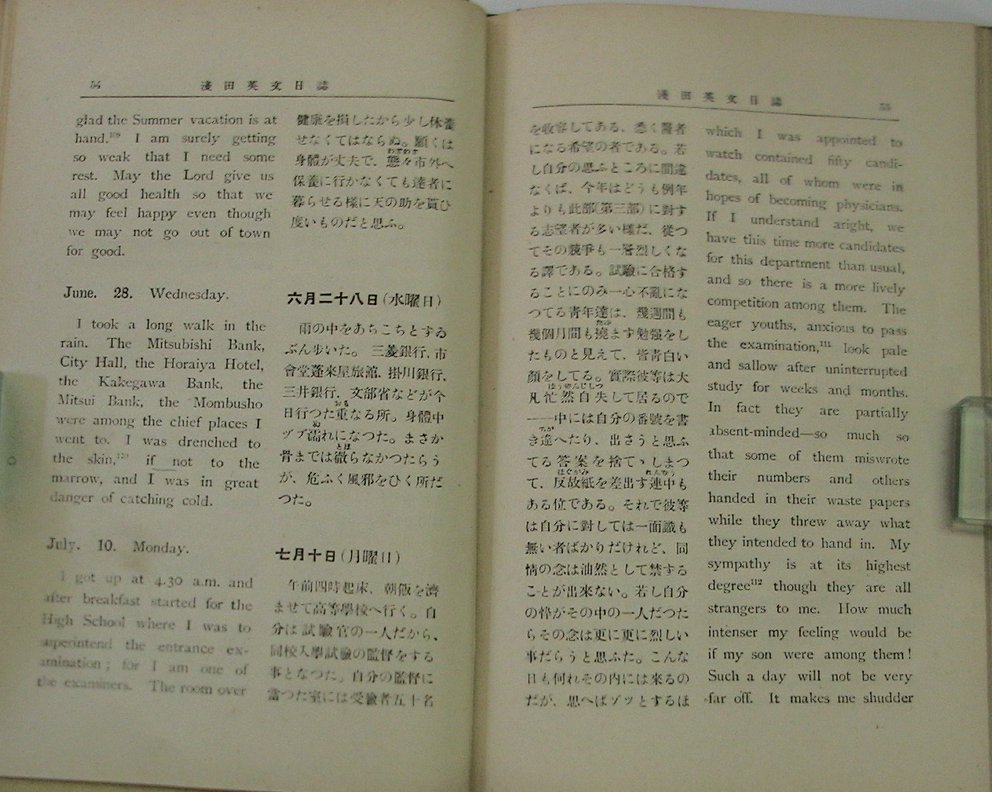 54
淺田英文日誌
glad the Summer vacation is at
hand.¹⁰⁹ I am surely getting
so weak that I need some
rest. May the Lord give us
all good health so that we
may feel happy even though
we may not go out of town
for good.
June. 28. Wednesday.
I took a long walk in the
rain. The Mitsubishi Bank,
City Hall, the Horaiya Hotel,
the Kakegawa Bank, the
Mitsui Bank, the Mombusho
were among the chief places I
went to. I was drenched to
the skin,¹²⁰ if not to the
marrow, and I was in great
danger of catching cold.
July. 10. Monday.
I got up at 4.30 a.m. and
after breakfast started for the
High School where I was to
superintend the entrance ex-
amination; for I am one of
the examiners. The room over
健康を損したから少し休養
せなくてはならぬ。願くは
身體が丈夫で、態々市外へ
保養に行かなくても達者に
暮らせる樣に天の助を貰ひ
度いものだと思ふ。
六月二十八日(水曜日)
雨の中をあちこちとずゐ
ぶん步いた。三菱銀行、市
會堂蓬來屋旅館、掛川銀行、
三井銀行、文部省などが今
日行つた重なる所。身體中
ヅブ濡れになつた。まさか
骨までは徹らなかつたらう
が、危ふく風邪をひく所だ
つた。
七月十日(月曜日)
午前四時起床、朝飯を濟
ませて高等學校へ行く。自
分は試驗官の一人だから、
同校入學試驗の監督をする
事となつた。自分の監督に
當つた室には受驗者五十名
淺田英文日誌
55
を收容してある、悉く醫者
になる希望の者である。若
し自分の思ふところに間違
なくば、今年はどうも例年
よりも此部(第三部)に對す
る志望者が多い樣だ、從つ
てその競爭も一層烈しくな
る譯である。試驗に合格す
ることにのみ一心不亂にな
つてる靑年達は、幾週間も
幾個月間も撓まず勉强をし
たものと見えて、皆靑白い
顏をしてる。實際彼等は大
凡忙然自失して居るので
——中には自分の番號を書
き違へたり、出さうと思ふ
てる答案を捨てゝしまつ
て、反故紙を差出す連中も
ある位である。それで彼等
は自分に對しては一面識も
無い者ばかりだけれど、同
情の念は油然として禁ずる
ことが出來ない。若し自分
の悴がその中の一人だつた
らその念は更に更に烈しい
事だらうと思ふた。こんな
日も何れその内には來るの
だが、思へばゾツとするほ
which I was appointed to
watch contained fifty candi-
dates, all of whom were in
hopes of becoming physicians.
If I understand aright, we
have this time more candidates
for this department than usual,
and so there is a more lively
competition among them. The
eager youths, anxious to pass
the examination,¹¹¹ look pale
and sallow after uninterrupted
study for weeks and months.
In fact they are partially
absent-minded—so much so
that some of them miswrote
their numbers and others
handed in their waste papers
while they threw away what
they intended to hand in. My
sympathy is at its highest
degree¹¹² though they are all
strangers to me. How much
intenser my feeling would be
if my son were among them!
Such a day will not be very
far off. It makes me shudder